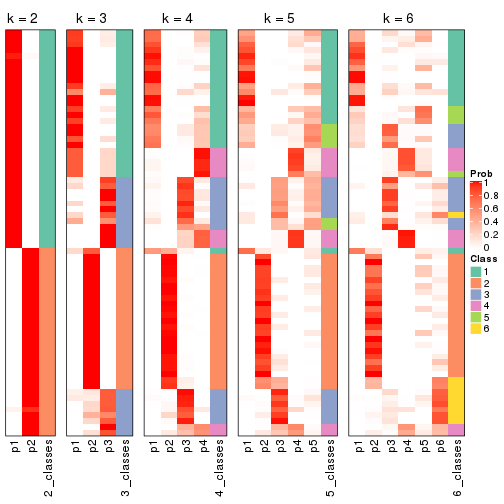 k = 2
k = 3
k = 4
k = 5
k = 6
p1
p2
2_classes
p1
p2
p3
3_classes
p1
p2
p3
p4
4_classes
p1
p2
p3
p4
p5
5_classes
p1
p2
p3
p4
p5
p6
6_classes
Prob
1
0.8
0.6
0.4
0.2
0
Class
1
2
3
4
5
6